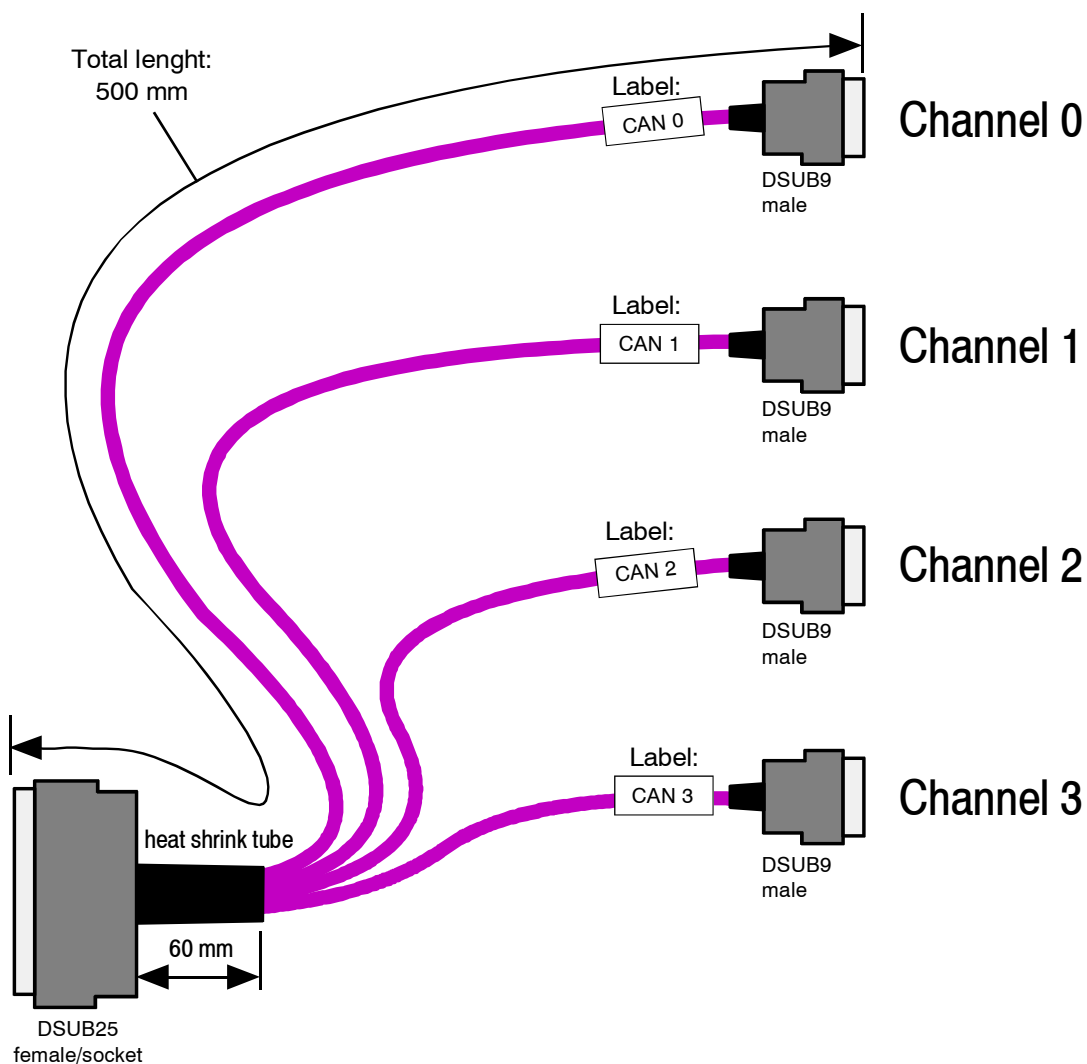 Total lenght:
500 mm
Label:
CAN 0
DSUB9
male
Channel 0
Label:
CAN 1
DSUB9
male
Channel 1
Label:
CAN 2
DSUB9
male
Channel 2
Label:
CAN 3
DSUB9
male
Channel 3
heat shrink tube
60 mm
DSUB25
female/socket